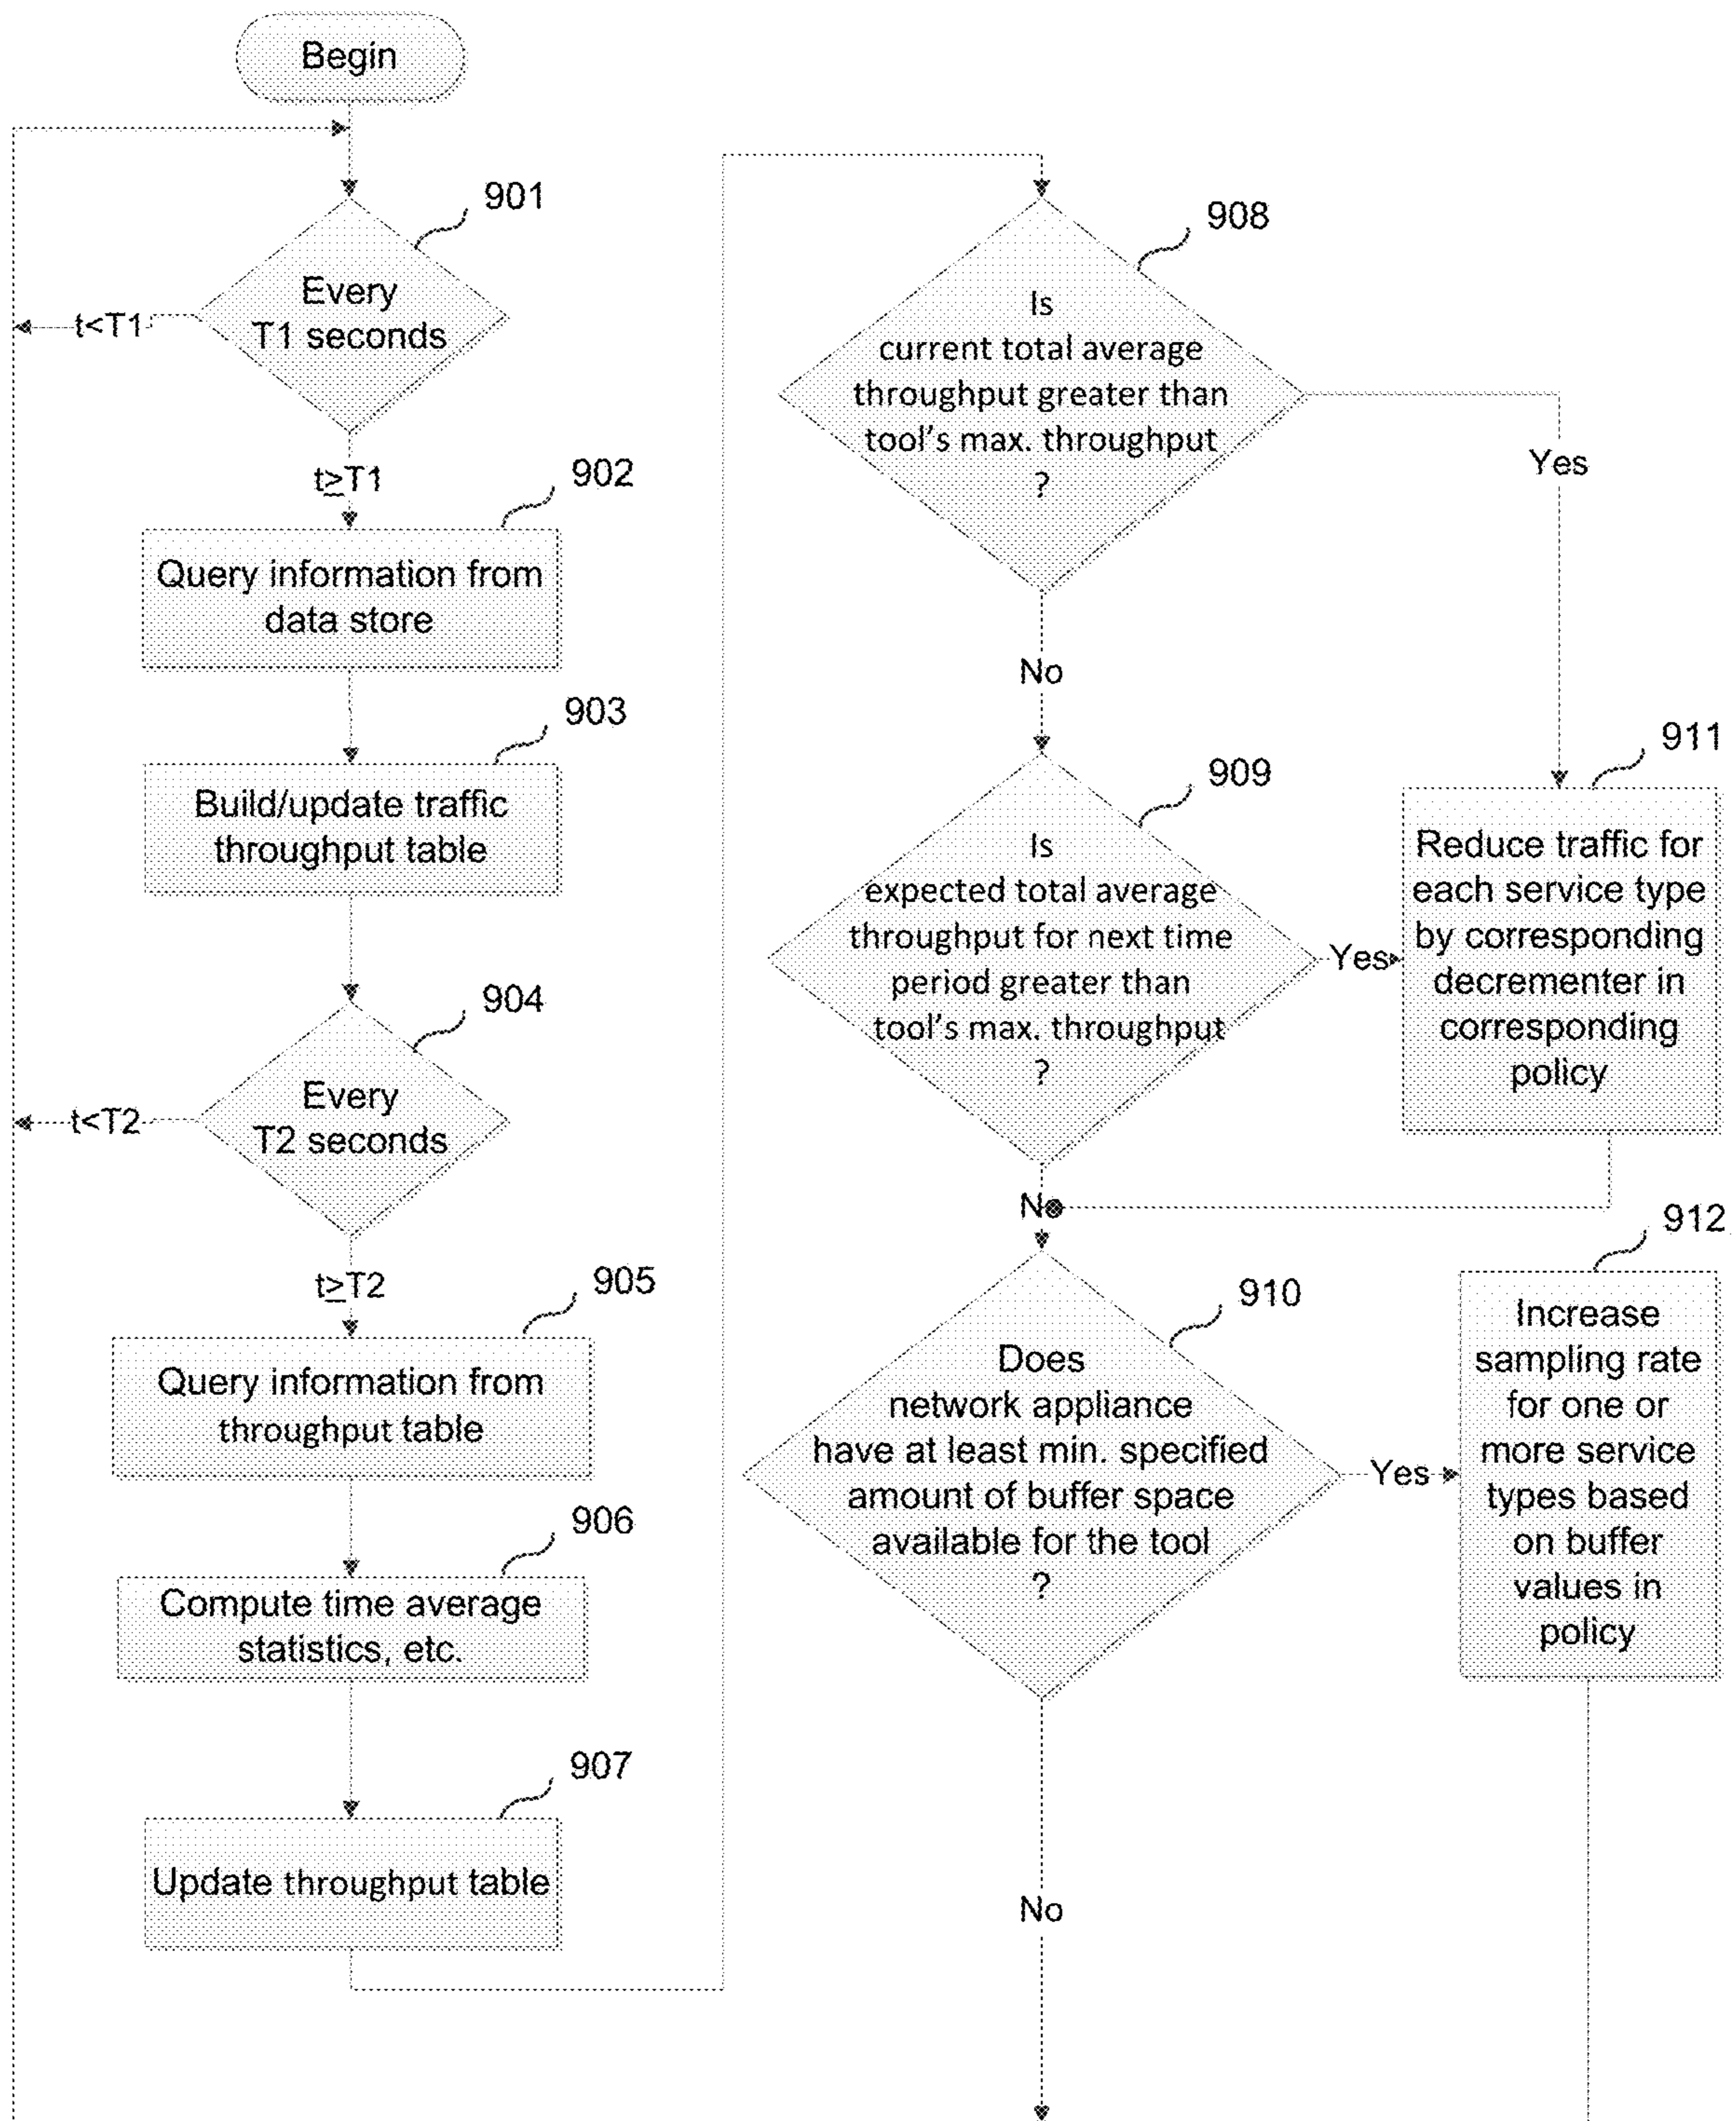 Begin
901
Every
T1 seconds
t<T1
t≥T1
902
Query information from
data store
903
Build/update traffic
throughput table
904
Every
T2 seconds
t<T2
t≥T2
905
Query information from
throughput table
906
Compute time average
statistics, etc.
907
Update throughput table
908
Is
current total average
throughput greater than
tool's max. throughput
?
Yes
No
909
Is
expected total average
throughput for next time
period greater than
tool's max. throughput
?
Yes
911
Reduce traffic for
each service type
by corresponding
decrementer in
corresponding
policy
No
910
Does
network appliance
have at least min. specified
amount of buffer space
available for the tool
?
Yes
912
Increase
sampling rate
for one or
more service
types based
on buffer
values in
policy
No